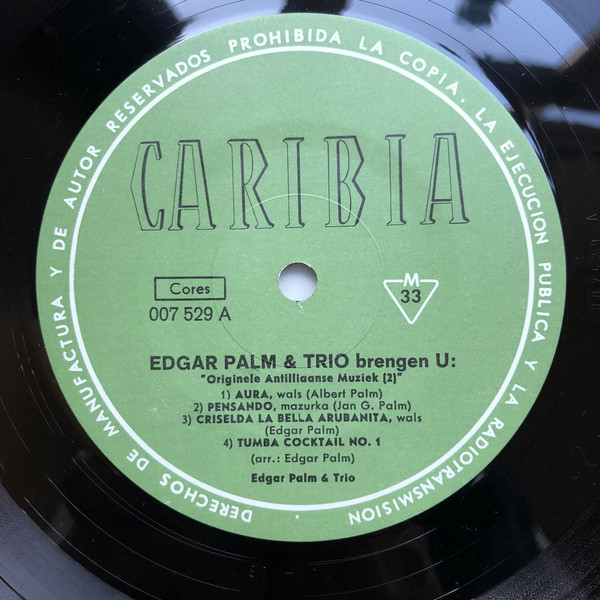 DERECHOS DE MANUFACTURA Y DE AUTOR RESERVADOS PROHIBIDA LA COPIA. LA EJECUCION PUBLICA Y LA RADIOTRANSMISION •
CARIBIA
Cores
007 529 A
M
33
EDGAR PALM & TRIO brengen U:
"Originele Antilliaanse Muziek (2)"
1) AURA, wals (Albert Palm)
2) PENSANDO, mazurka (Jan G. Palm)
3) CRISELDA LA BELLA ARUBANITA, wals
(Edgar Palm)
4) TUMBA COCKTAIL NO. 1
(arr.: Edgar Palm)
Edgar Palm & Trio